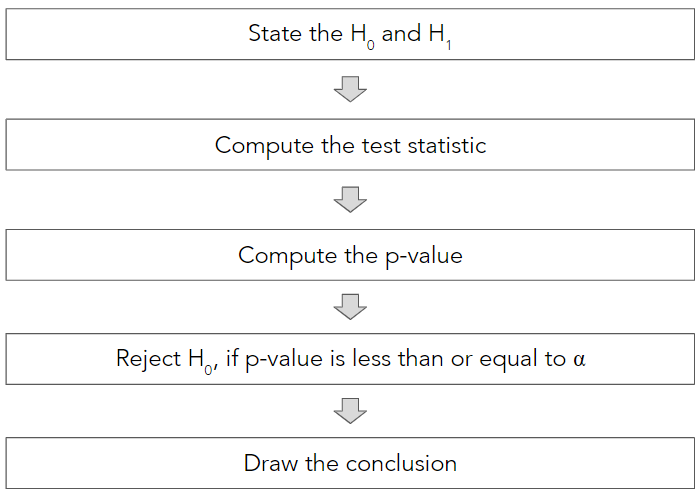 State the H₀ and H₁
Compute the test statistic
Compute the p-value
Reject H₀, if p-value is less than or equal to α
Draw the conclusion